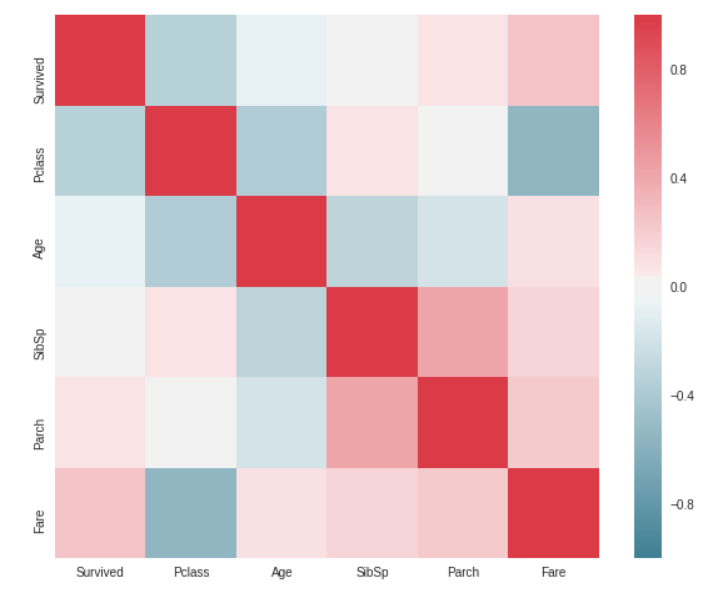 Survived
Pclass
Age
SibSp
Parch
Fare
Survived Pclass Age SibSp Parch Fare
0.8
0.4
0.0
−0.4
−0.8